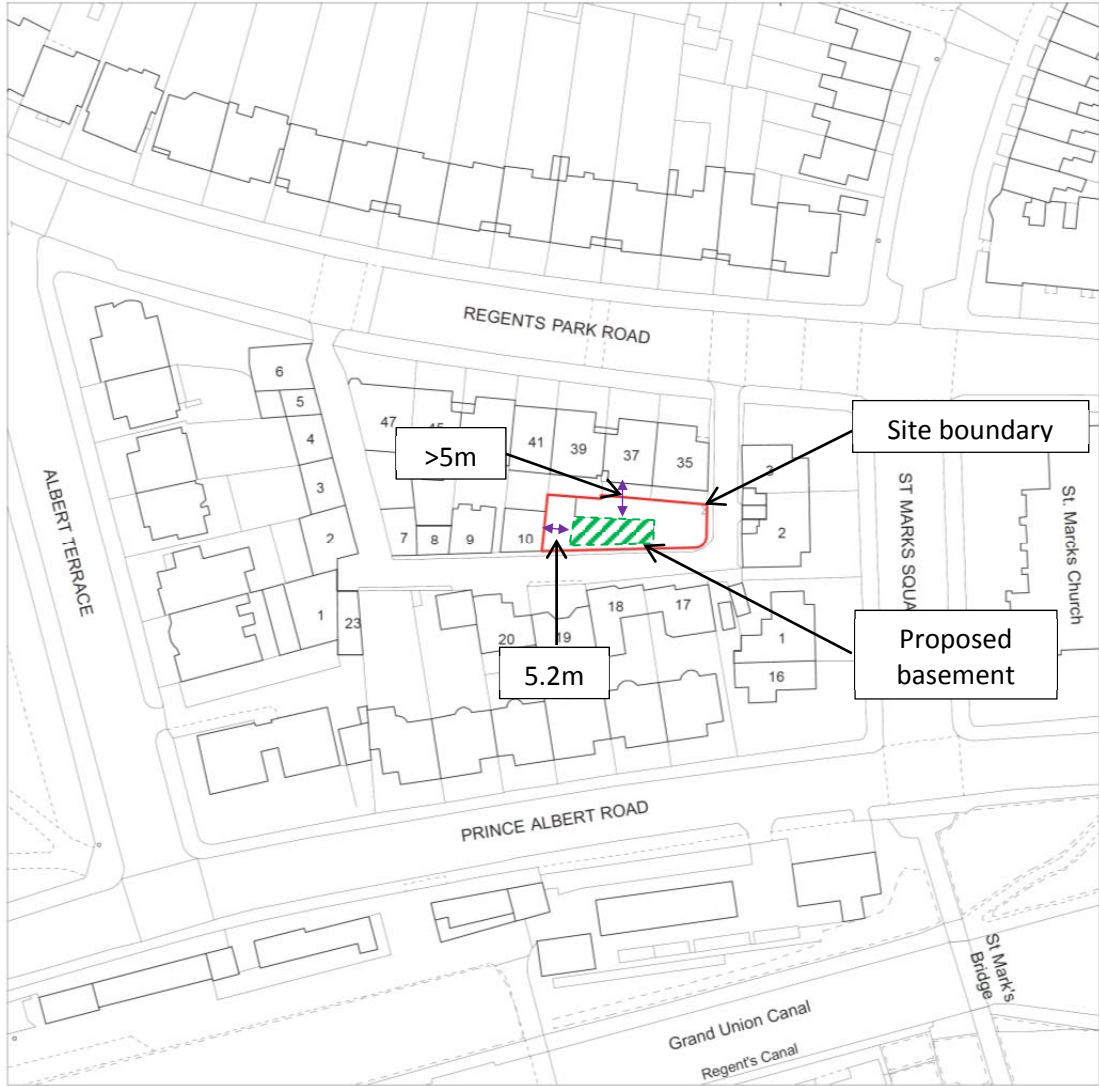 REGENTS PARK ROAD
6
5
4
3
2
1
23
47
45
41
39
37
35
>5m
Site boundary
7
8
9
10
3
2
5.2m
Proposed
basement
20
19
18
17
1
16
ALBERT TERRACE
ST MARKS SQUA
St. Marcks Church
PRINCE ALBERT ROAD
St Mark's
Bridge
Grand Union Canal
Regent's Canal